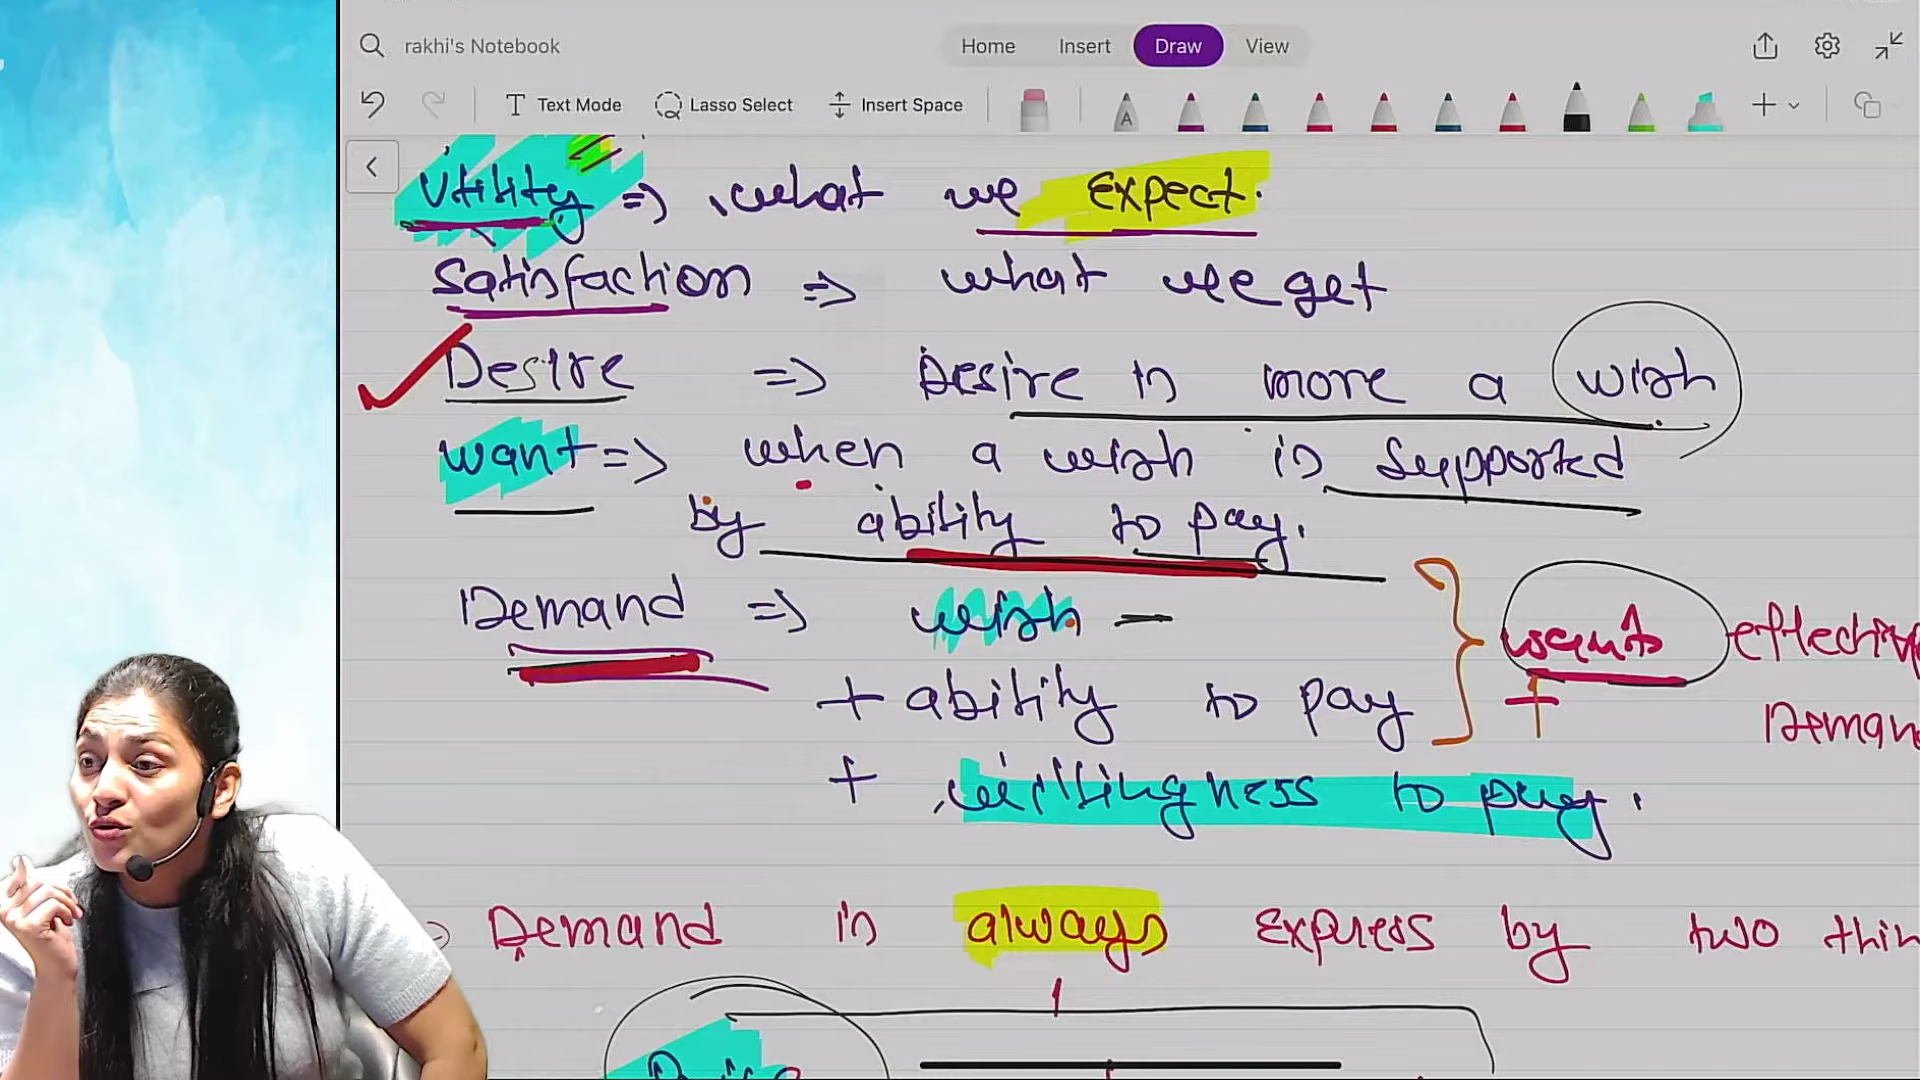 rakhi's Notebook Home Insert Draw View
Text Mode Lasso Select Insert Space A
Utility => what we Expect.
Satisfaction => what we get
Desire => Desire is more a wish
want => when a wish is supported
by ability to pay.
Demand => wish -
+ ability to pay
+ willingness to pay.
wants effective
+ Deman
=> Demand is always Express by two thin
Price